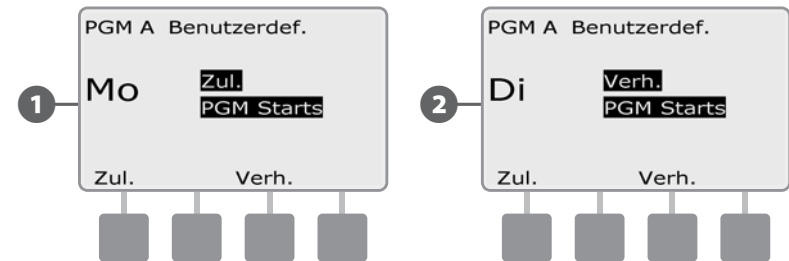 PGM A Benutzerdef.
1
Mo
Zul.
PGM Starts
Zul. Verh.
PGM A Benutzerdef.
2
Di
Verh.
PGM Starts
Zul. Verh.